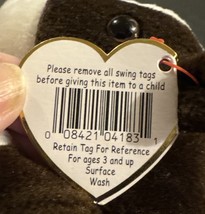 Please remove all swing tags
before giving this item to a child
0 08421 04183 1
Retain Tag For Reference
For ages 3 and up
Surface
Wash